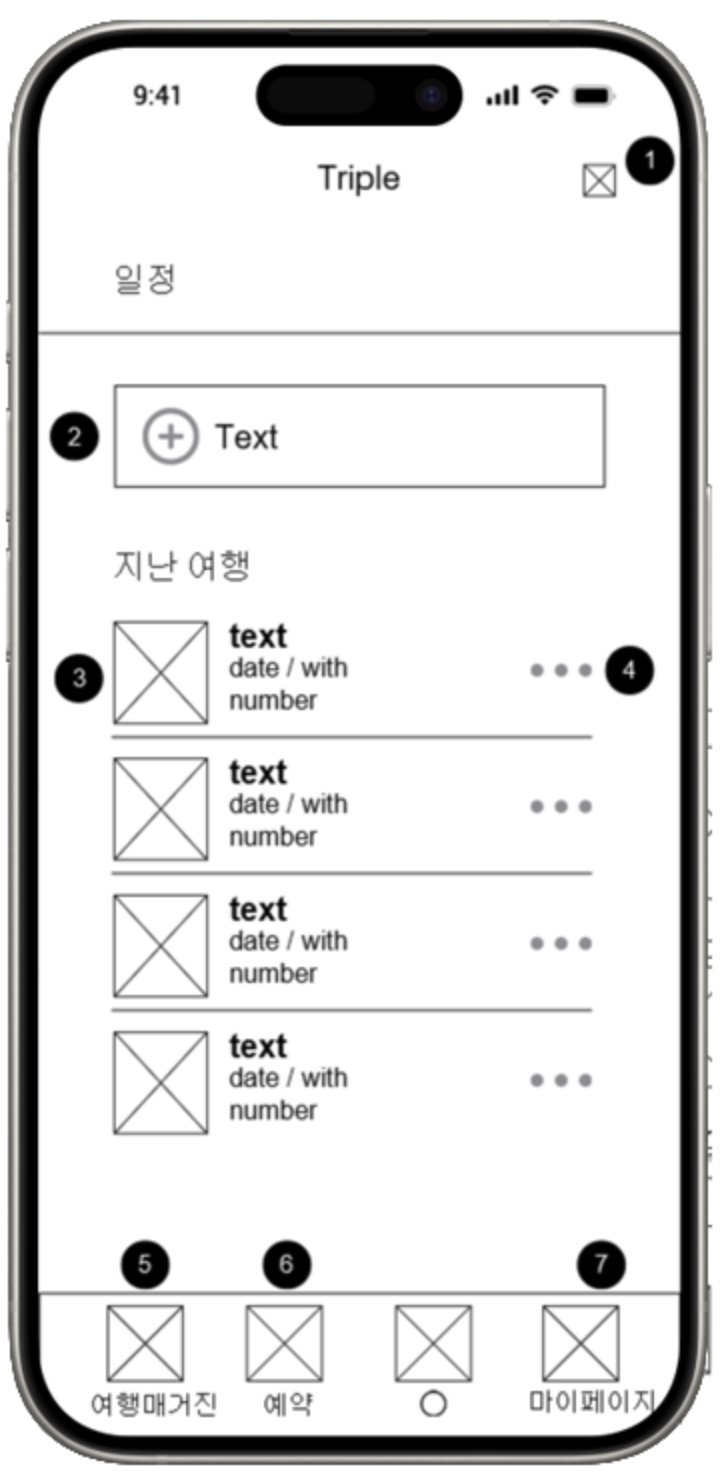 9:41
Triple
1
일정
2
Text
지난 여행
3
text
date / with
number
4
text
date / with
number
text
date / with
number
text
date / with
number
5
6
7
여행매거진
예약
마이페이지